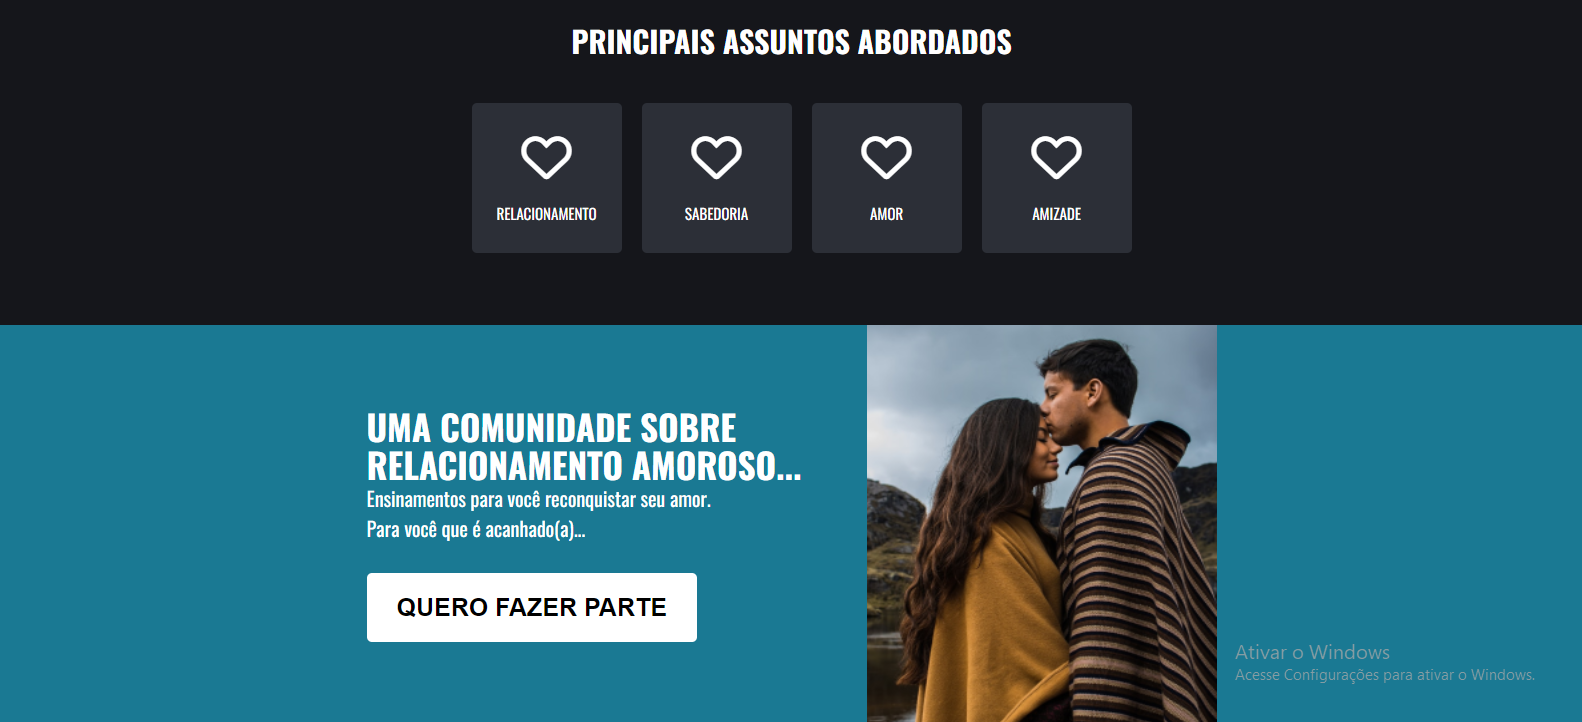 PRINCIPAIS ASSUNTOS ABORDADOS
RELACIONAMENTO
SABEDORIA
AMOR
AMIZADE
UMA COMUNIDADE SOBRE
RELACIONAMENTO AMOROSO...
Ensinamentos para você reconquistar seu amor.
Para você que é acanhado(a)...
QUERO FAZER PARTE
Ativar o Windows
Acesse Configurações para ativar o Windows.